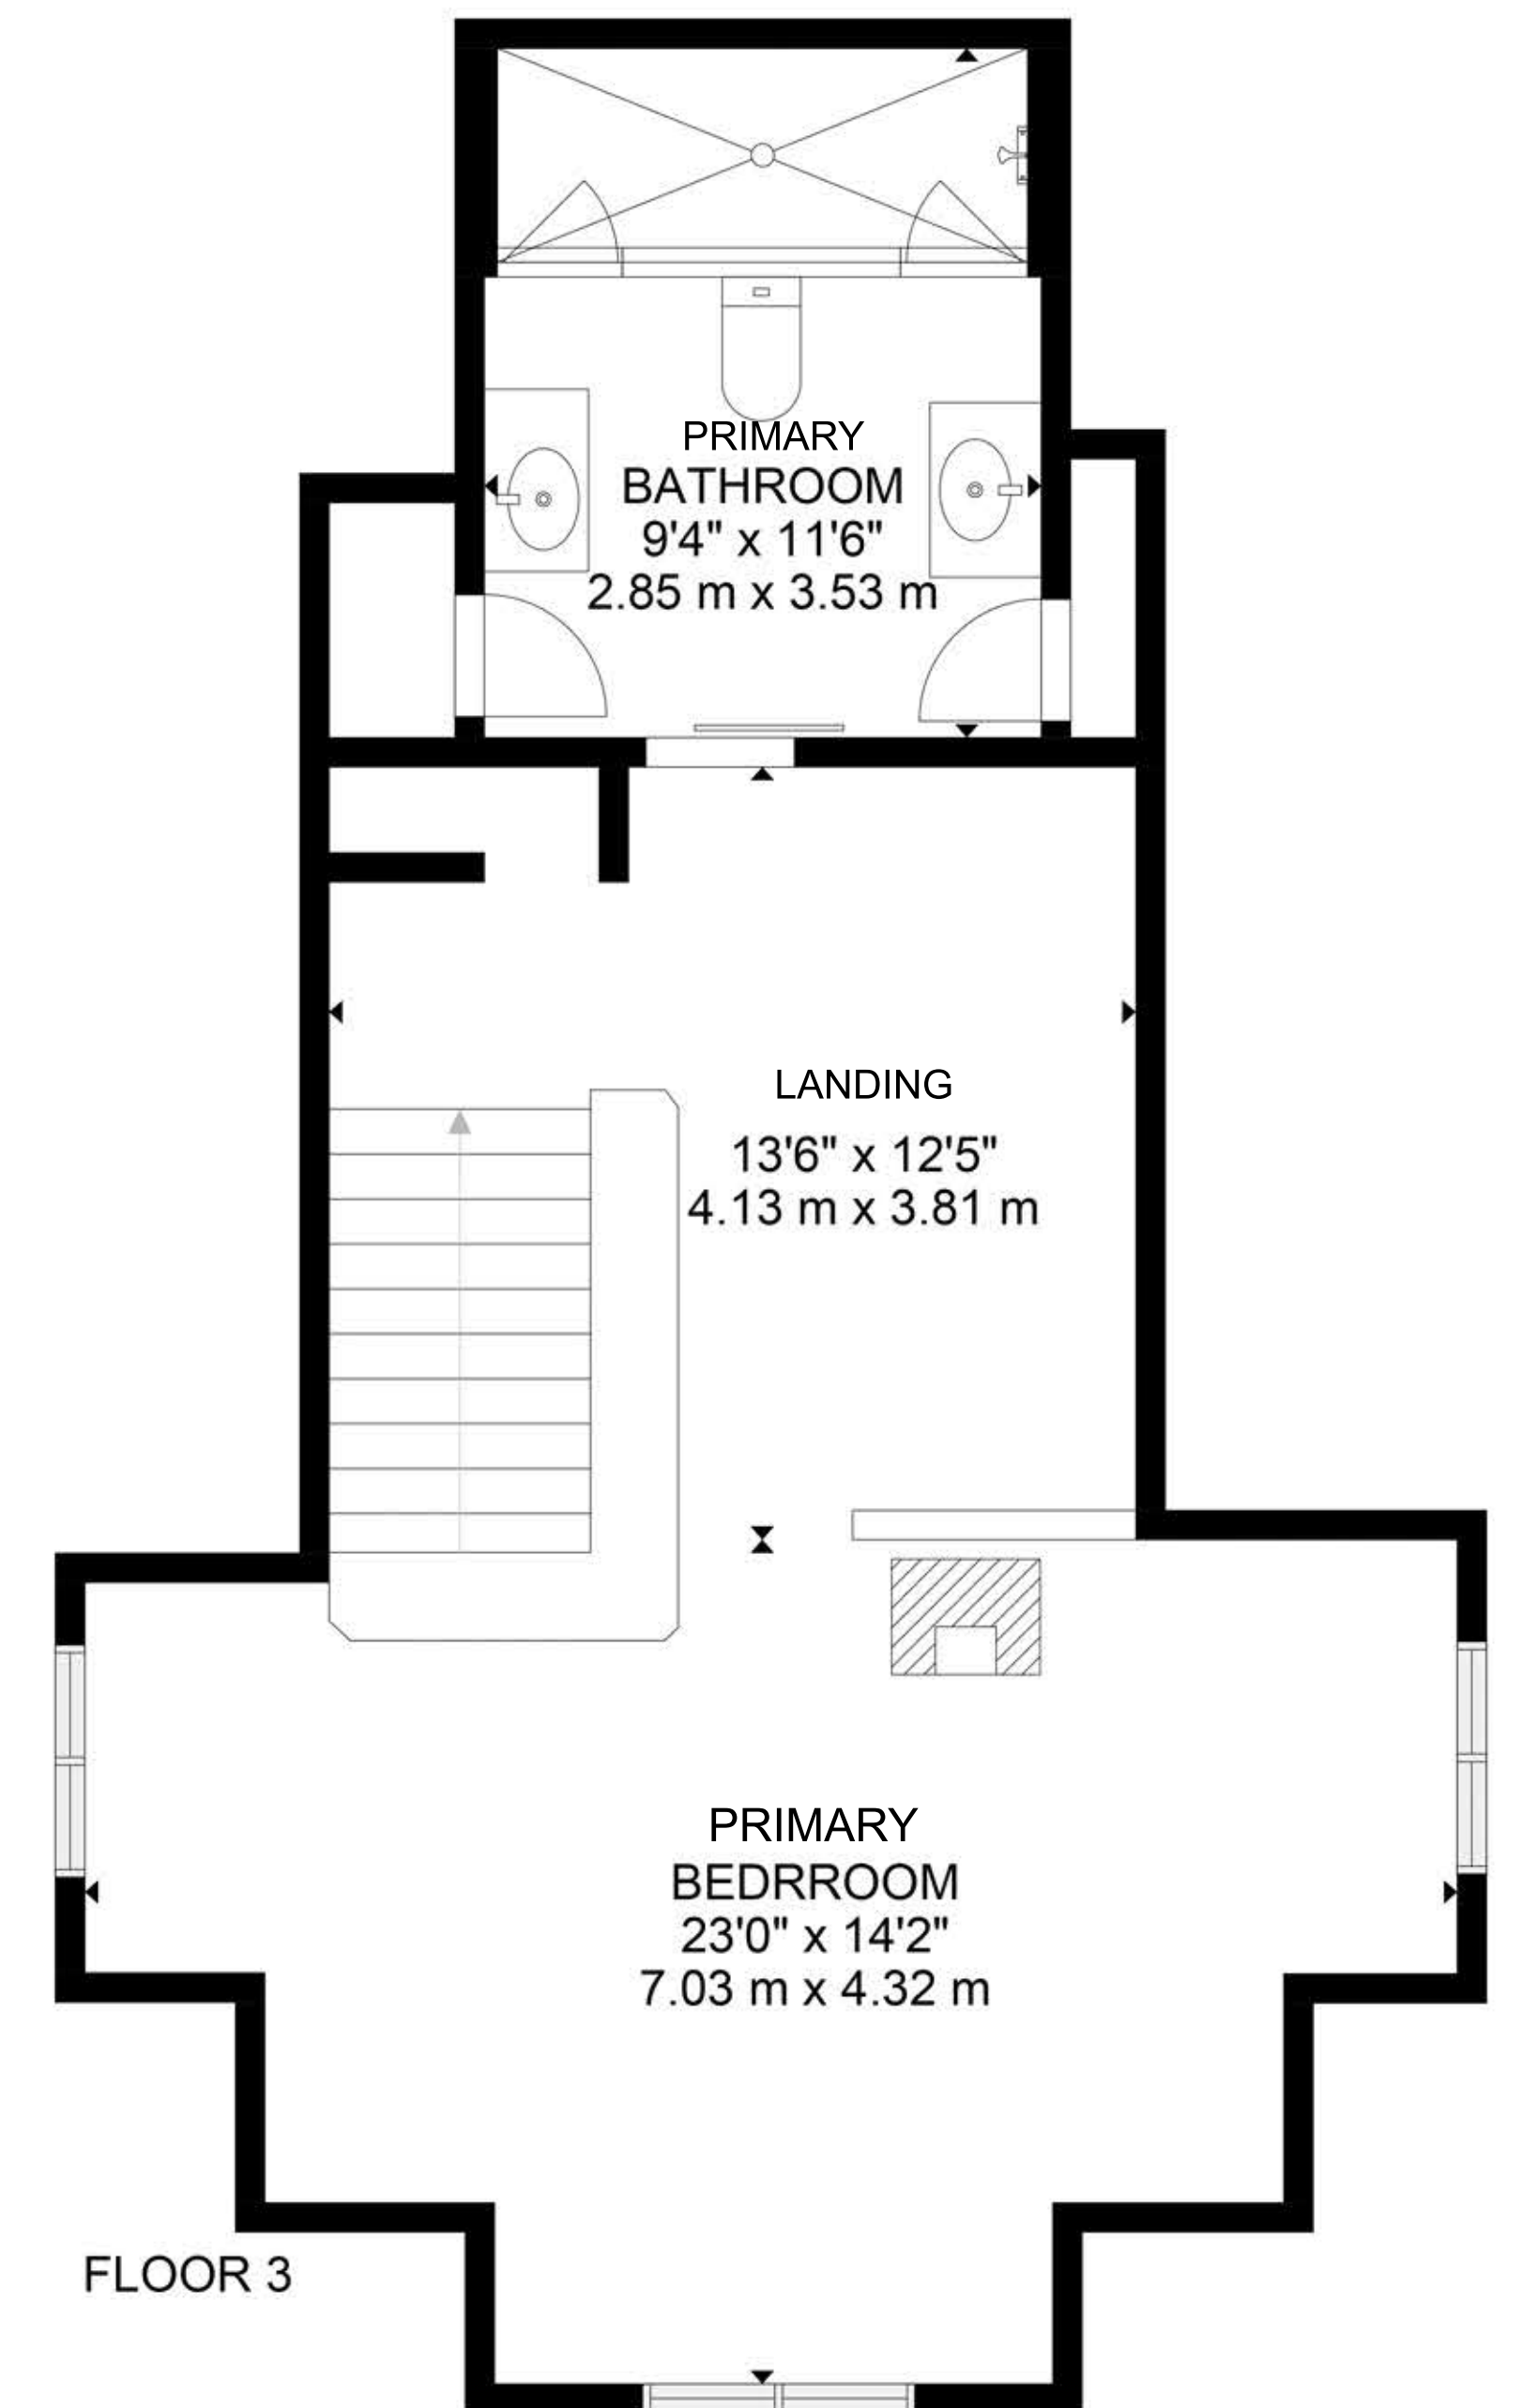 PRIMARY
BATHROOM
9'4" x 11'6"
2.85 m x 3.53 m
LANDING
13'6" x 12'5"
4.13 m x 3.81 m
PRIMARY
BEDRROOM
23'0" x 14'2"
7.03 m x 4.32 m
FLOOR 3